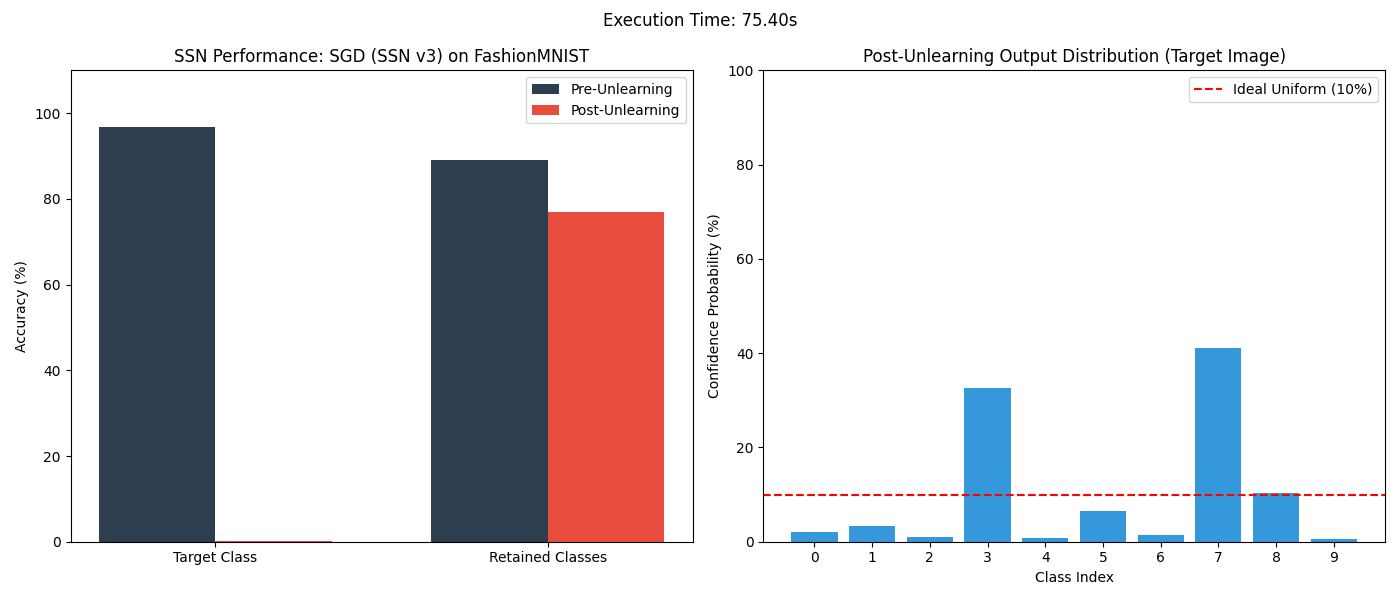 Execution Time: 75.40s
SSN Performance: SGD (SSN v3) on FashionMNIST
Pre-Unlearning
Post-Unlearning
Accuracy (%)
100
80
60
40
20
0
Target Class
Retained Classes
Post-Unlearning Output Distribution (Target Image)
Ideal Uniform (10%)
Confidence Probability (%)
100
80
60
40
20
0
0 1 2 3 4 5 6 7 8 9
Class Index